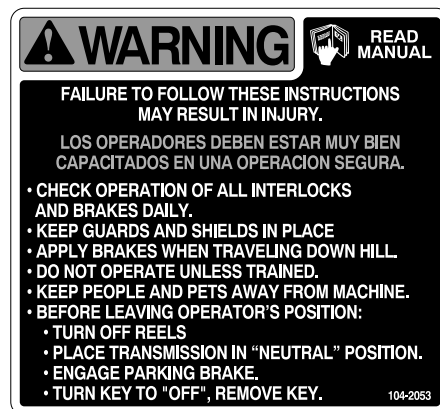 WARNING
READ
MANUAL
FAILURE TO FOLLOW THESE INSTRUCTIONS
MAY RESULT IN INJURY.
LOS OPERADORES DEBEN ESTAR MUY BIEN
CAPACITADOS EN UNA OPERACION SEGURA.
• CHECK OPERATION OF ALL INTERLOCKS
AND BRAKES DAILY.
• KEEP GUARDS AND SHIELDS IN PLACE
• APPLY BRAKES WHEN TRAVELING DOWN HILL.
• DO NOT OPERATE UNLESS TRAINED.
• KEEP PEOPLE AND PETS AWAY FROM MACHINE.
• BEFORE LEAVING OPERATOR'S POSITION:
• TURN OFF REELS
• PLACE TRANSMISSION IN “NEUTRAL” POSITION.
• ENGAGE PARKING BRAKE.
• TURN KEY TO "OFF", REMOVE KEY.
104-2053